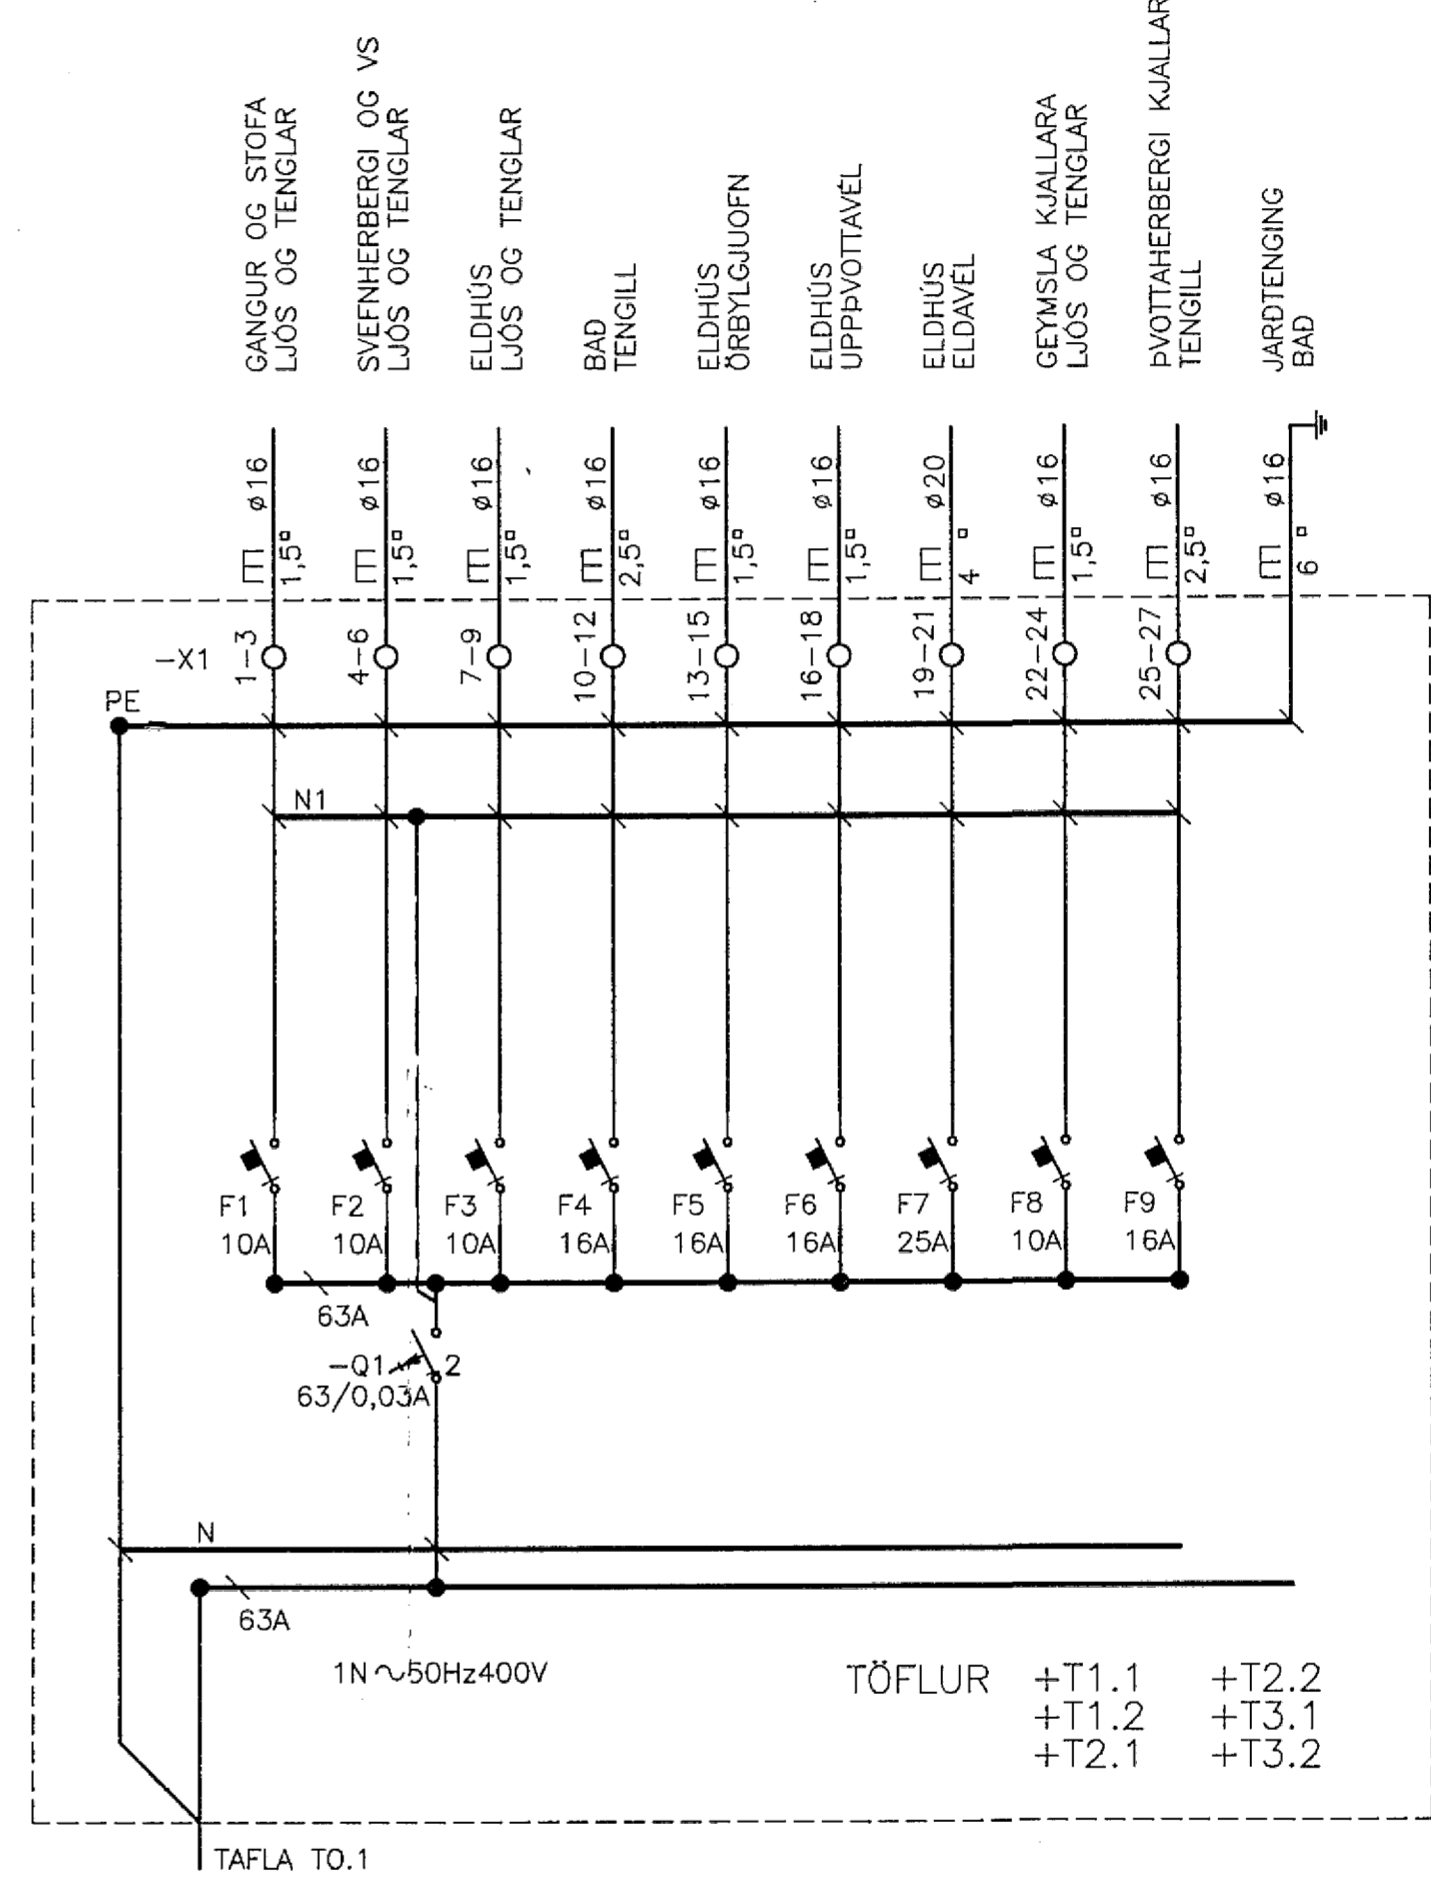 GANGUR OG STOFA
LJÓS OG TENGLAR
SVEFNHERBERGI OG VS
LJÓS OG TENGLAR
ELDHÚS
LJÓS OG TENGLAR
BAÐ
TENGILL
ELDHÚS
ÖRBYLGJUOFN
ELDHÚS
UPPÞVOTTAVÉL
ELDHÚS
ELDAVÉL
GEYMSLA KJALLARA
LJÓS OG TENGLAR
ÞVOTTAHERBERGI KJALLAR
TENGILL
JARÐTENGING
BAÐ
ø16
1,5▫
ø16
1,5▫
ø16
1,5▫
ø16
2,5▫
ø16
1,5▫
ø16
1,5▫
ø20
4 ▫
ø16
1,5▫
ø16
2,5▫
ø16
6 ▫
-X1
1-3
4-6
7-9
10-12
13-15
16-18
19-21
22-24
25-27
PE
N1
F1
10A
F2
10A
F3
10A
F4
16A
F5
16A
F6
16A
F7
25A
F8
10A
F9
16A
63A
-Q1 2
63/0,03A
N
63A
1N ~50Hz400V
TÖFLUR +T1.1 +T2.2
+T1.2 +T3.1
+T2.1 +T3.2
TAFLA TO.1